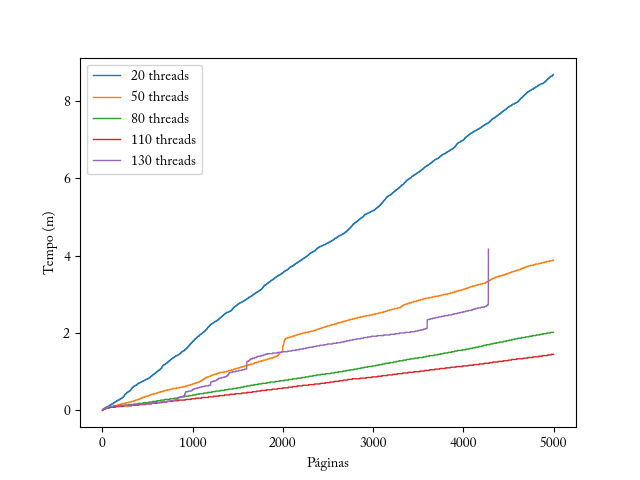 20 threads
50 threads
80 threads
110 threads
130 threads
Tempo (m)
8
6
4
2
0
0 1000 2000 3000 4000 5000
Páginas